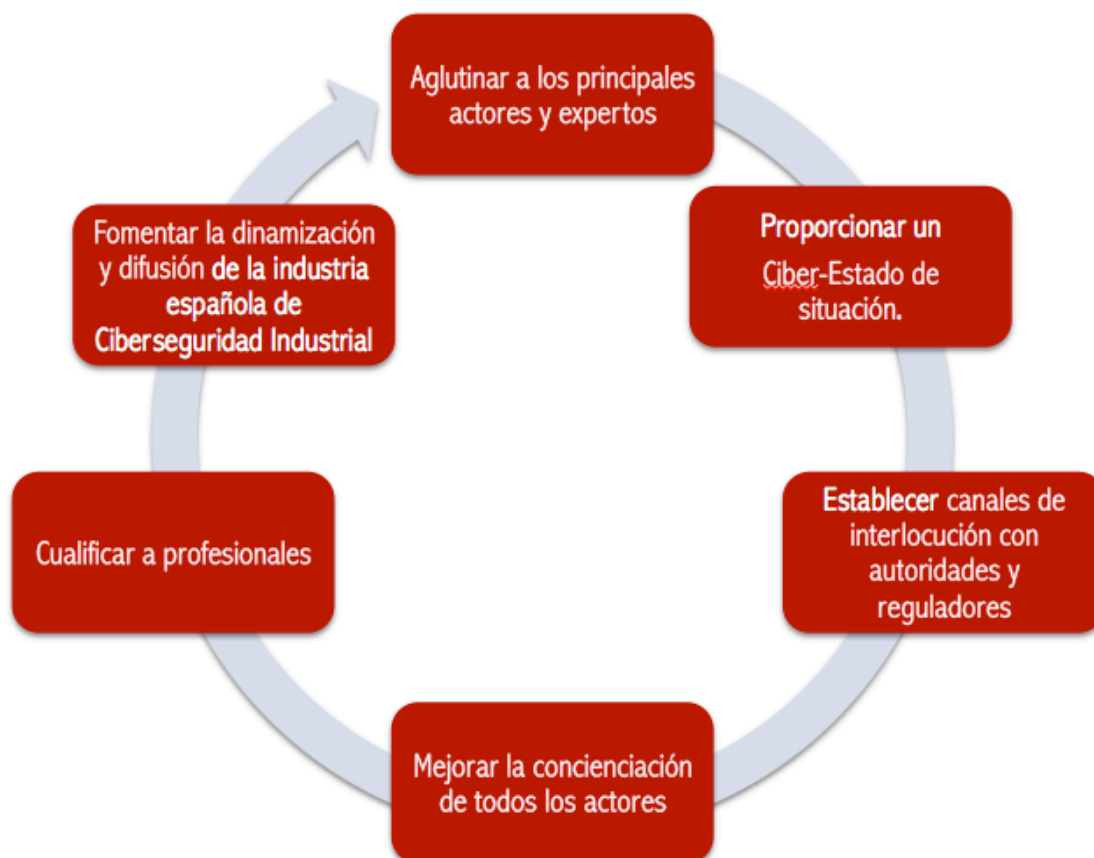 Aglutinar a los principales
actores y expertos
Proporcionar un
Ciber-Estado de
situación.
Establecer canales de
interlocución con
autoridades y
reguladores
Mejorar la concienciación
de todos los actores
Cualificar a profesionales
Fomentar la dinamización
y difusión de la industria
española de
Ciberseguridad Industrial